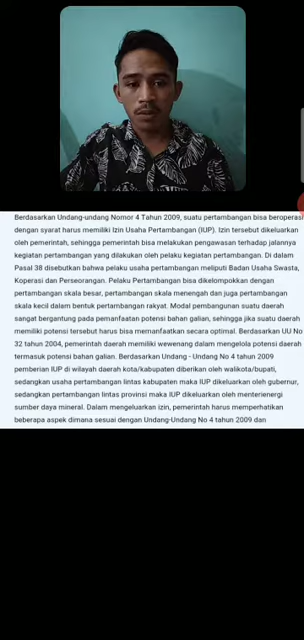 Berdasarkan Undang-undang Nomor 4 Tahun 2009, suatu pertambangan bisa beroperasi
dengan syarat harus memiliki Izin Usaha Pertambangan (IUP). Izin tersebut dikeluarkan
oleh pemerintah, sehingga pemerintah bisa melakukan pengawasan terhadap jalannya
kegiatan pertambangan yang dilakukan oleh pelaku kegiatan pertambangan. Di dalam
Pasal 38 disebutkan bahwa pelaku usaha pertambangan meliputi Badan Usaha Swasta,
Koperasi dan Perseorangan. Pelaku Pertambangan bisa dikelompokkan dengan
pertambangan skala besar, pertambangan skala menengah dan juga pertambangan
skala kecil dalam bentuk pertambangan rakyat. Modal pembangunan suatu daerah
sangat bergantung pada pemanfaatan potensi bahan galian, sehingga jika suatu daerah
memiliki potensi tersebut harus bisa memanfaatkan secara optimal. Berdasarkan UU No
32 tahun 2004, pemerintah daerah memiliki wewenang dalam mengelola potensi daerah
termasuk potensi bahan galian. Berdasarkan Undang - Undang No 4 tahun 2009
pemberian IUP di wilayah daerah kota/kabupaten diberikan oleh walikota/bupati,
sedangkan usaha pertambangan lintas kabupaten maka IUP dikeluarkan oleh gubernur,
sedangkan pertambangan lintas provinsi maka IUP dikeluarkan oleh menterienergi
sumber daya mineral. Dalam mengeluarkan izin, pemerintah harus memperhatikan
beberapa aspek dimana sesuai dengan Undang-Undang No 4 tahun 2009 dan